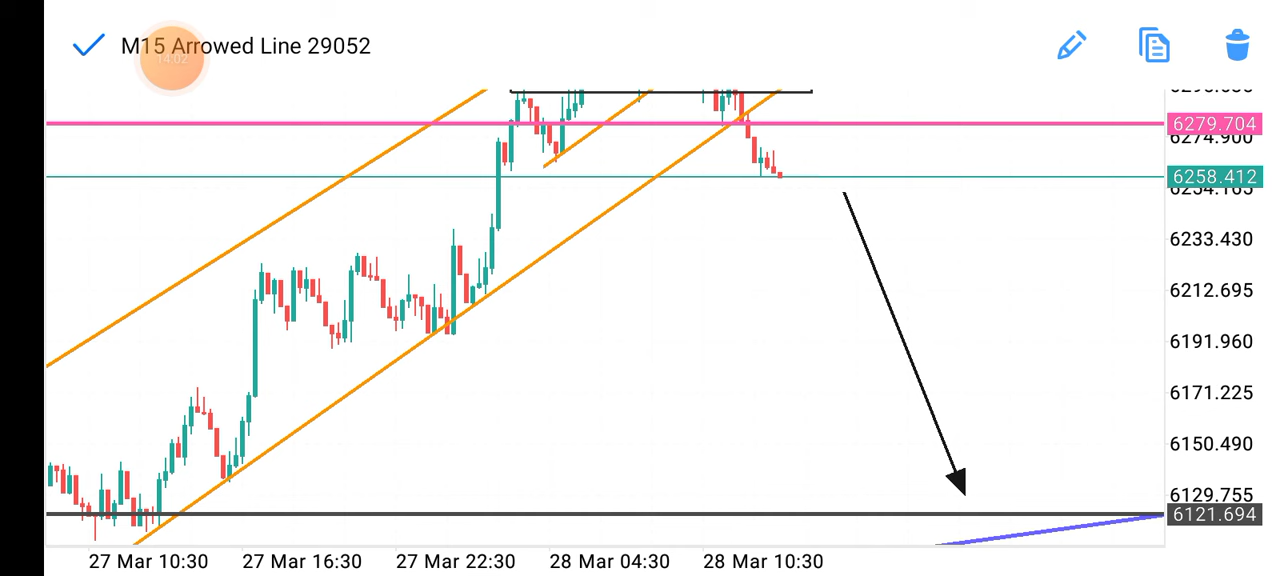 M15 Arrowed Line 29052
14:02
6279.704
6274.900
6258.412
6233.430
6212.695
6191.960
6171.225
6150.490
6129.755
6121.694
27 Mar 10:30
27 Mar 16:30
27 Mar 22:30
28 Mar 04:30
28 Mar 10:30